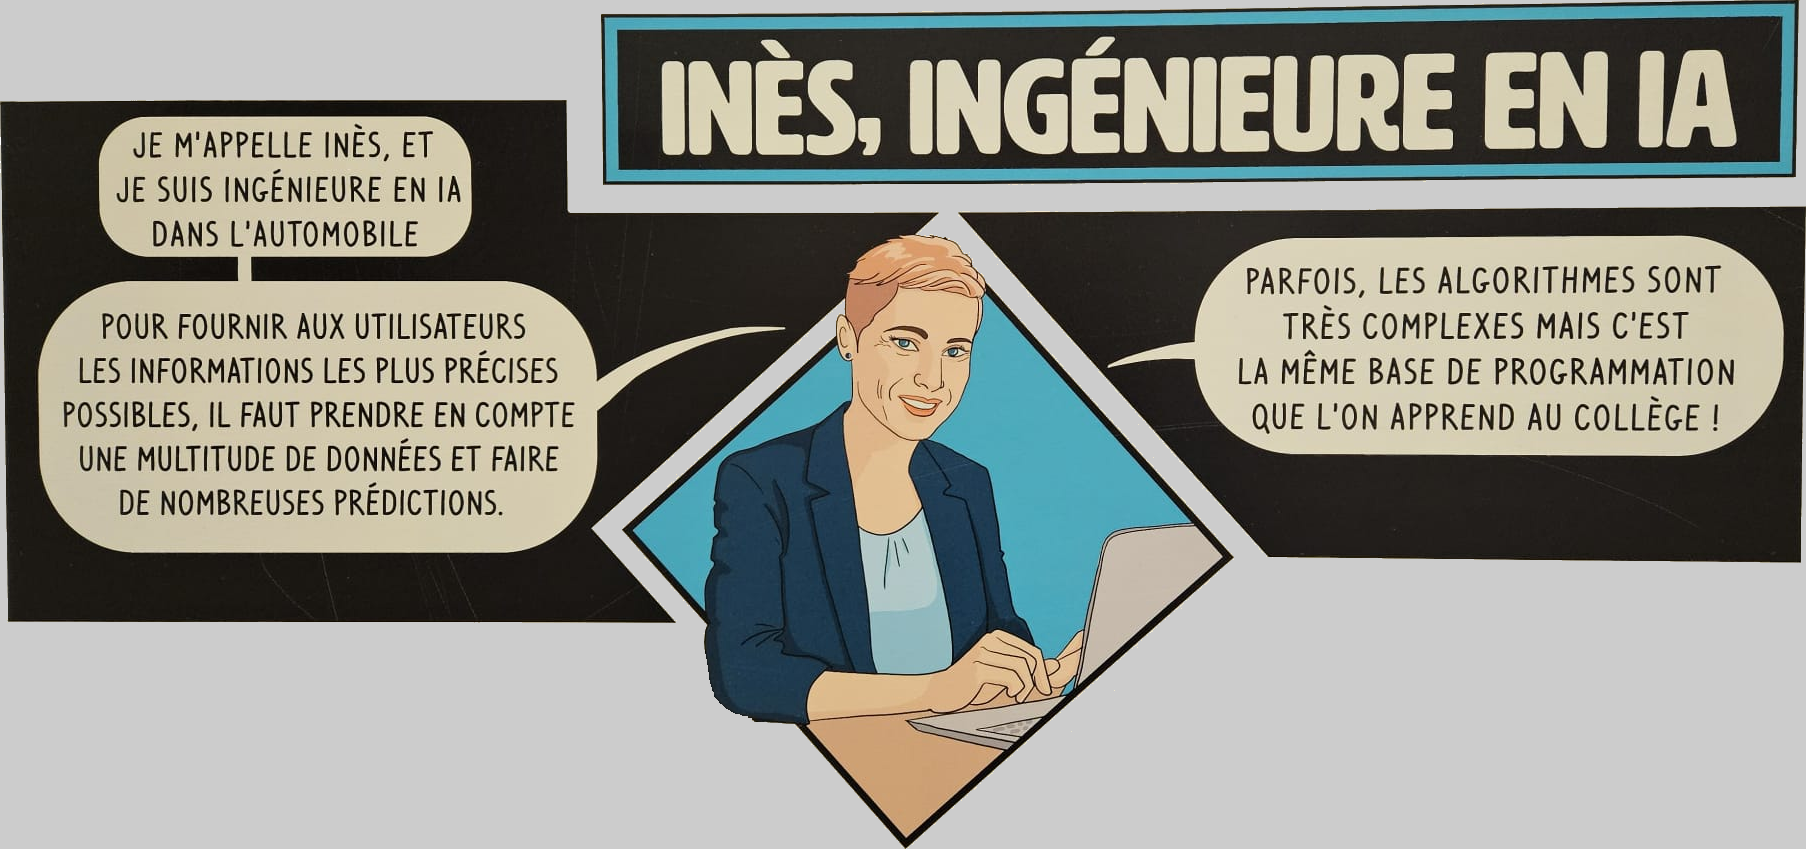 INÈS, INGÉNIEURE EN IA
JE M'APPELLE INÈS, ET
JE SUIS INGÉNIEURE EN IA
DANS L'AUTOMOBILE
POUR FOURNIR AUX UTILISATEURS
LES INFORMATIONS LES PLUS PRÉCISES
POSSIBLES, IL FAUT PRENDRE EN COMPTE
UNE MULTITUDE DE DONNÉES ET FAIRE
DE NOMBREUSES PRÉDICTIONS.
PARFOIS, LES ALGORITHMES SONT
TRÈS COMPLEXES MAIS C'EST
LA MÊME BASE DE PROGRAMMATION
QUE L'ON APPREND AU COLLÈGE !